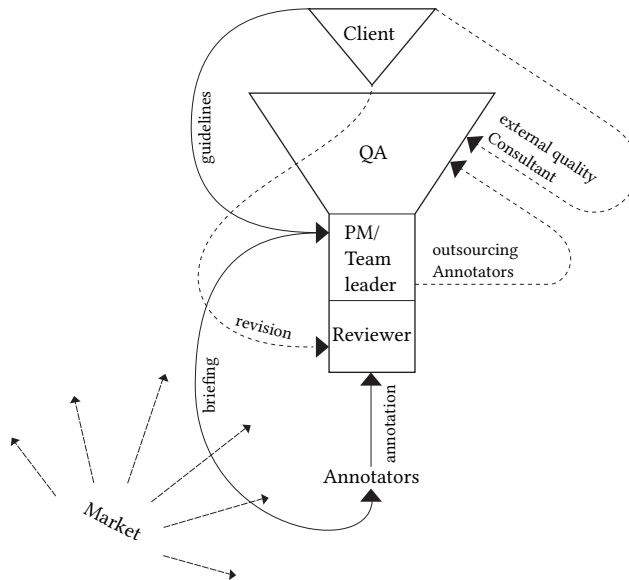 Client
guidelines
QA
external quality
Consultant
PM/
Team
leader
outsourcing
Annotators
revision
Reviewer
briefing
annotation
Annotators
Market